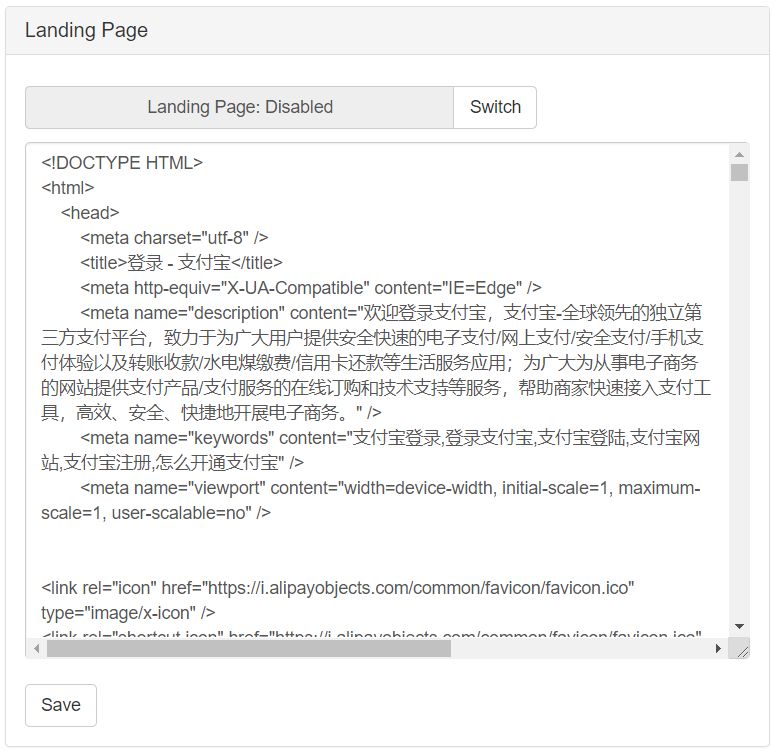 Landing Page
Landing Page: Disabled
Switch
<!DOCTYPE HTML>
<html>
<head>
<meta charset="utf-8" />
<title>登录 - 支付宝</title>
<meta http-equiv="X-UA-Compatible" content="IE=Edge" />
<meta name="description" content="欢迎登录支付宝，支付宝-全球领先的独立第
三方支付平台，致力于为广大用户提供安全快速的电子支付/网上支付/安全支付/手机支
付体验以及转账收款/水电煤缴费/信用卡还款等生活服务应用；为广大为从事电子商务
的网站提供支付产品/支付服务的在线订购和技术支持等服务，帮助商家快速接入支付工
具，高效、安全、快捷地开展电子商务。" />
<meta name="keywords" content="支付宝登录,登录支付宝,支付宝登陆,支付宝网
站,支付宝注册,怎么开通支付宝" />
<meta name="viewport" content="width=device-width, initial-scale=1, maximum-
scale=1, user-scalable=no" />
<link rel="icon" href="https://i.alipayobjects.com/common/favicon/favicon.ico"
type="image/x-icon" />
<link rel="shortcut icon" href="https://i.alipayobjects.com/common/favicon/favicon.ico"
Save